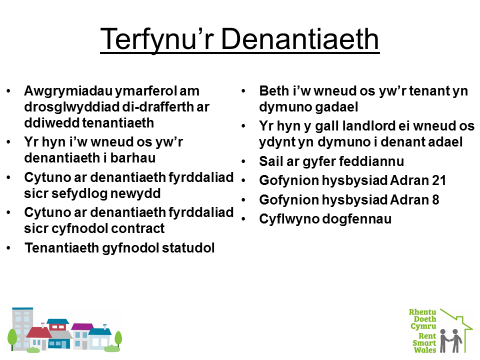 Terfynu'r Denantiaeth
• Awgrymiadau ymarferol am
drosglwyddiad di-drafferth ar
ddiwedd tenantiaeth
• Yr hyn i'w wneud os yw'r
denantiaeth i barhau
• Cytuno ar denantiaeth fyrddaliad
sicr sefydlog newydd
• Cytuno ar denantiaeth fyrddaliad
sicr cyfnodol contract
• Tenantiaeth gyfnodol statudol
• Beth i'w wneud os yw'r tenant yn
dymuno gadael
• Yr hyn y gall landlord ei wneud os
ydynt yn dymuno i denant adael
• Sail ar gyfer feddiannu
• Gofynion hysbysiad Adran 21
• Gofynion hysbysiad Adran 8
• Cyflwyno dogfennau
Rhentu
Doeth
Cymru
Rent
Smart
Wales